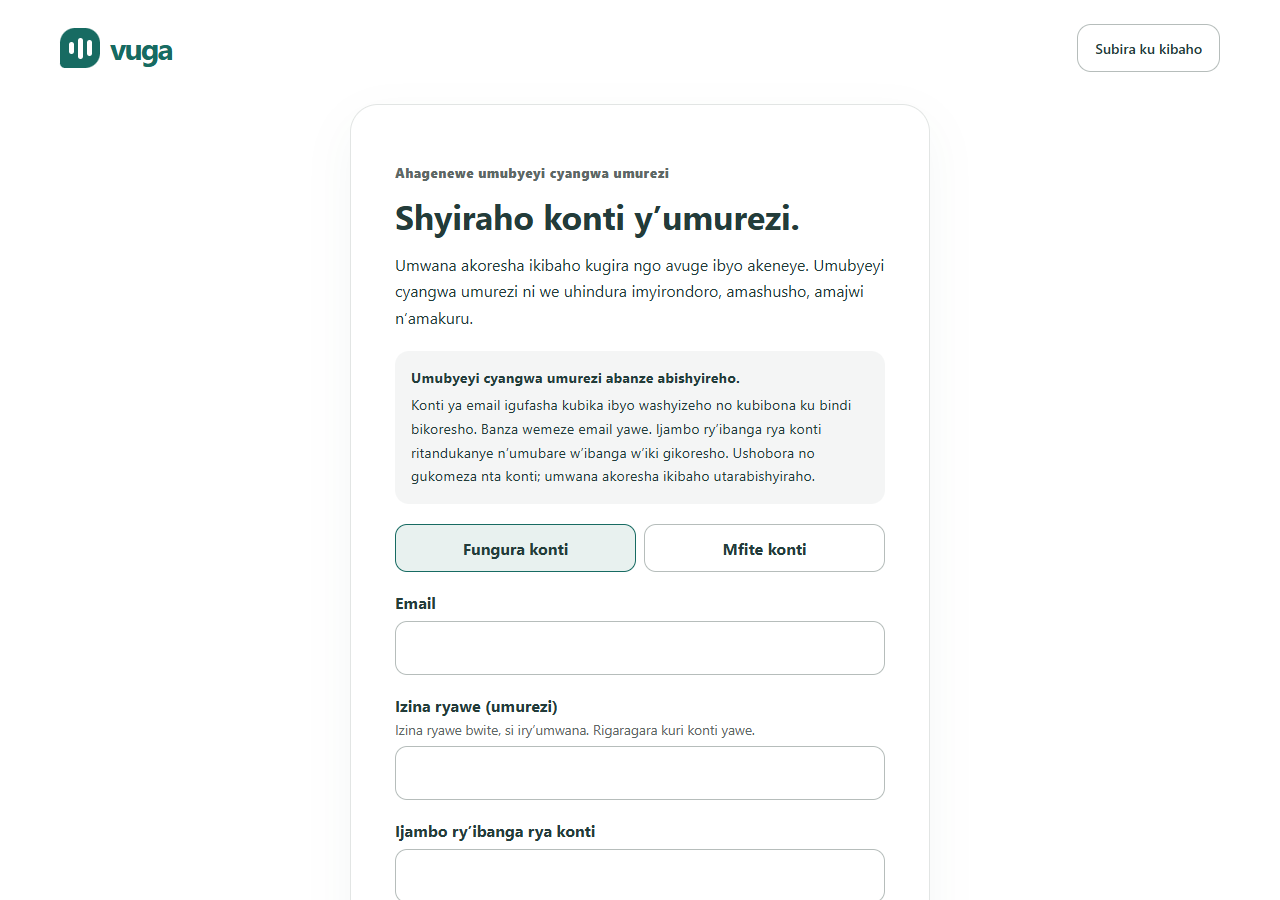 vuga
Subira ku kibaho
Ahagenewe umubyeyi cyangwa umurezi
Shyiraho konti y’umurezi.
Umwana akoresha ikibaho kugira ngo avuge ibyo akeneye. Umubyeyi
cyangwa umurezi ni we uhindura imyirondoro, amashusho, amajwi
n’amakuru.
Umubyeyi cyangwa umurezi abanze abishyireho.
Konti ya email igufasha kubika ibyo washyizeho no kubibona ku bindi
bikoresho. Banza wemeze email yawe. Ijambo ry’ibanga rya konti
ritandukanye n’umubare w’ibanga w’iki gikoresho. Ushobora no
gukomeza nta konti; umwana akoresha ikibaho utarabishyiraho.
Fungura konti
Mfite konti
Email
Izina ryawe (umurezi)
Izina ryawe bwite, si iry’umwana. Rigaragara kuri konti yawe.
Ijambo ry’ibanga rya konti